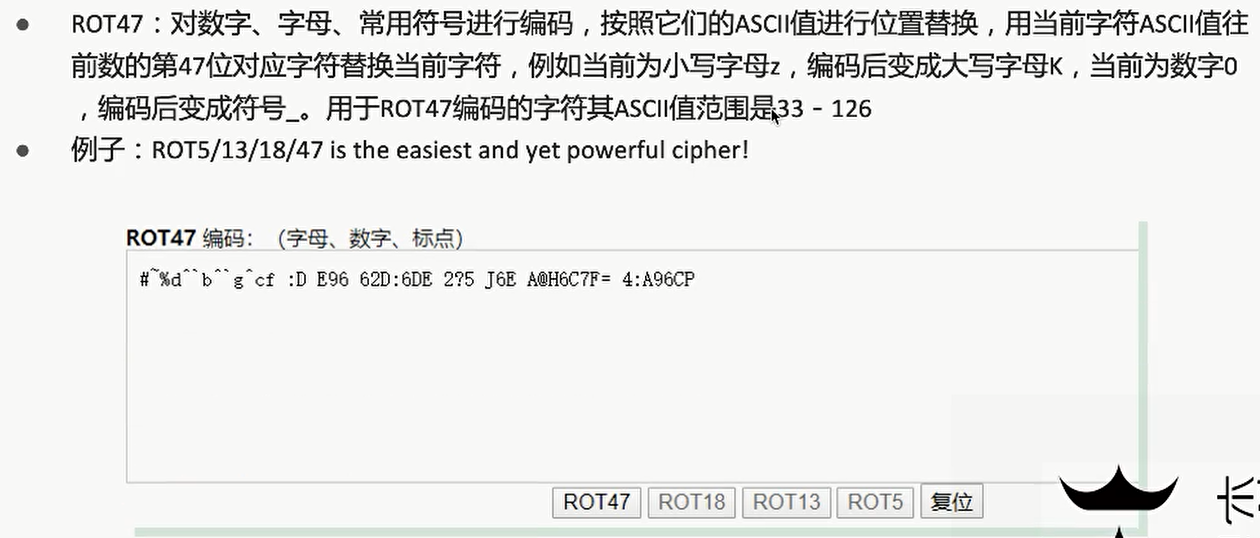 ● ROT47：对数字、字母、常用符号进行编码，按照它们的ASCII值进行位置替换，用当前字符ASCII值往
前数的第47位对应字符替换当前字符，例如当前为小写字母z，编码后变成大写字母K，当前为数字0
，编码后变成符号_。用于ROT47编码的字符其ASCII值范围是33－126
● 例子：ROT5/13/18/47 is the easiest and yet powerful cipher!
ROT47 编码： （字母、数字、标点）
#~%d^`b^`g^cf :D E96 62D:6DE 2?5 J6E A@H6C7F= 4:A96CP
ROT47 ROT18 ROT13 ROT5 复位
长